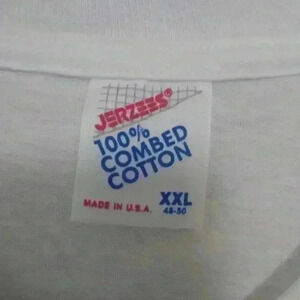 JERZEES®
100%
COMBED
COTTON
XXL
48-50
MADE IN U.S.A.